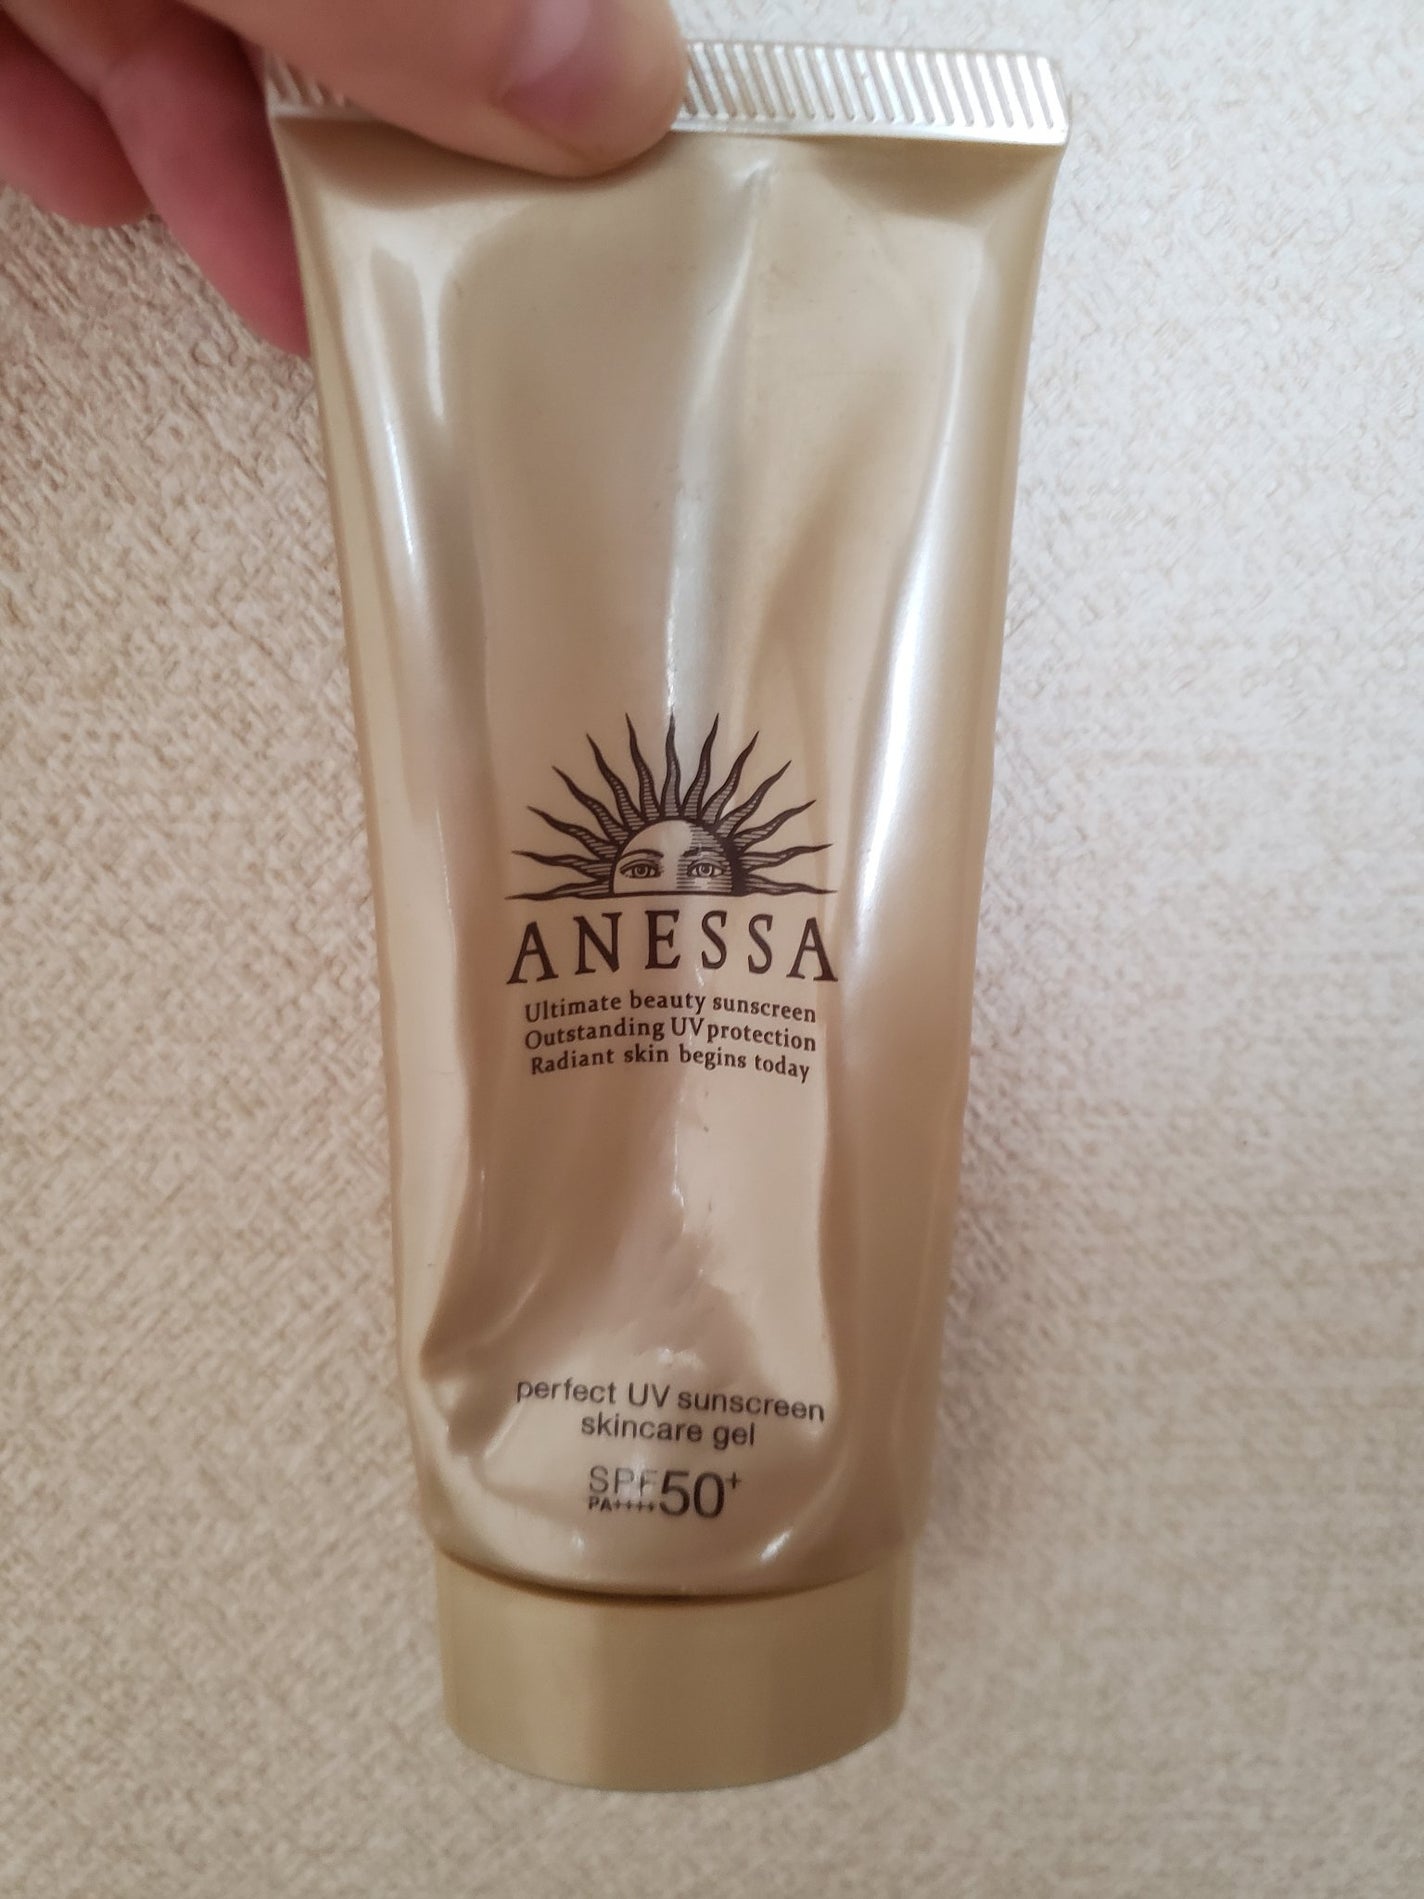 ANESSA
Ultimate beauty sunscreen
Outstanding UV protection
Radiant skin begins today
perfect UV sunscreen
skincare gel
SPF50+
PA++++